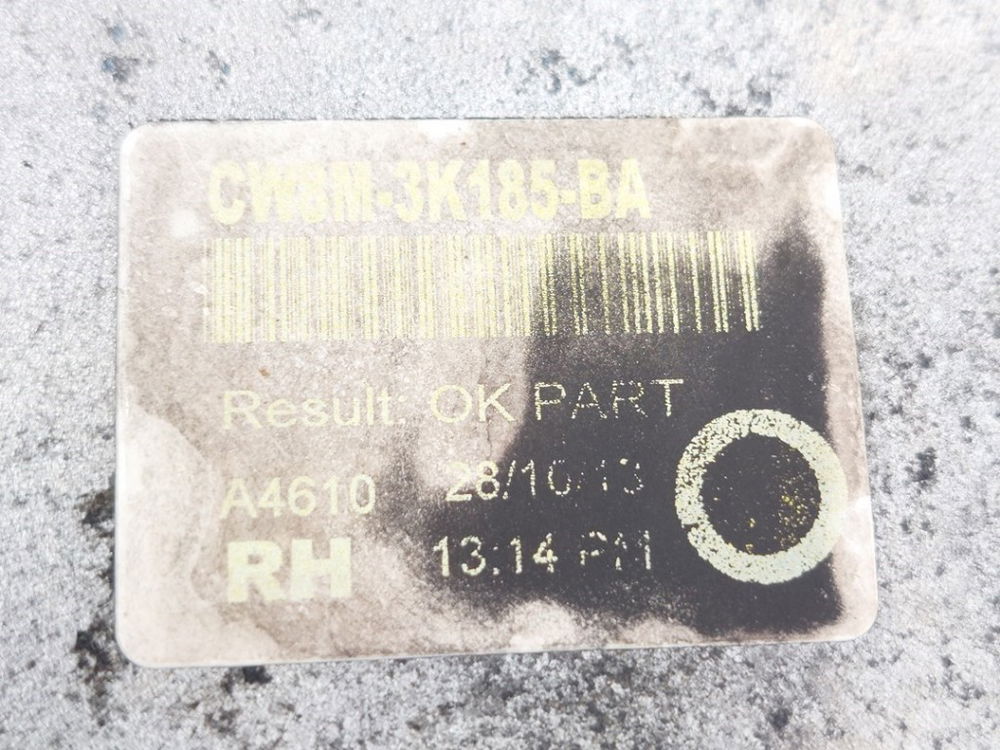 CW8M-3K185-BA
Result. OK PART
A4610 28/10/13
RH 13:14 PM